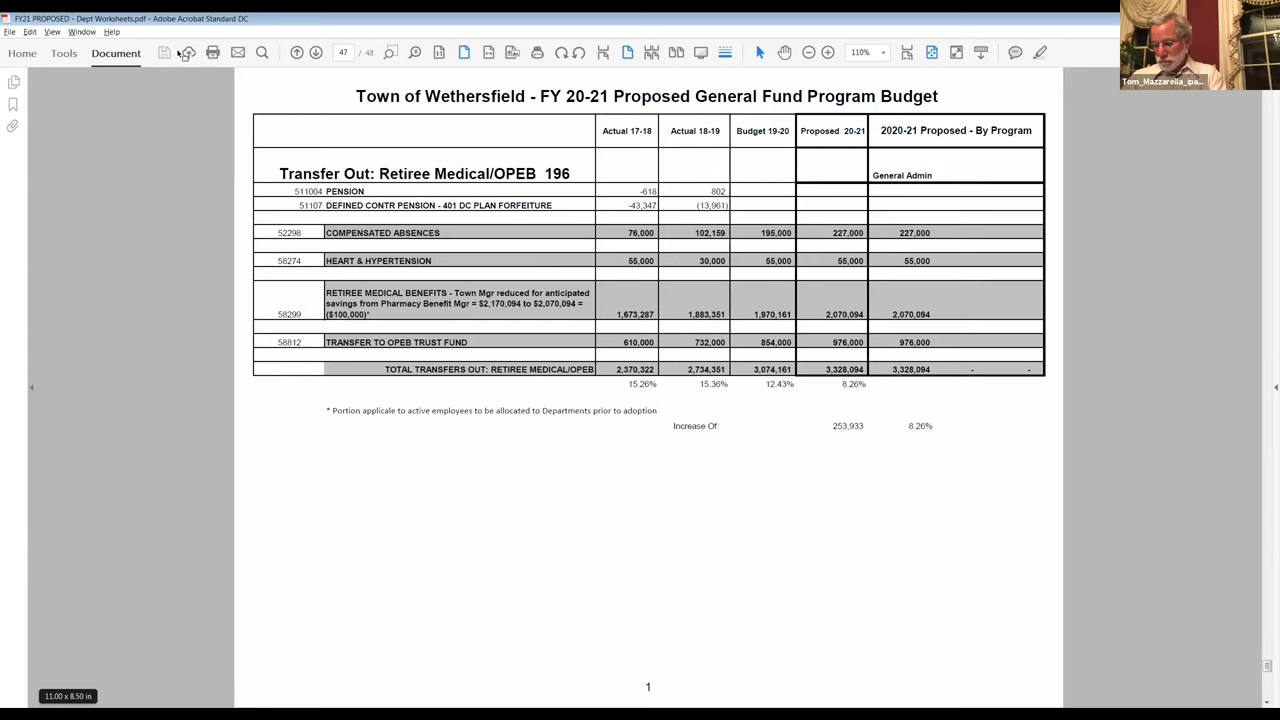 FY21 PROPOSED - Dept Worksheets.pdf - Adobe Acrobat Standard DC
File Edit View Window Help
Home Tools Document 47 / 48 110%
Tom_Mazzarella_ipa...
Town of Wethersfield - FY 20-21 Proposed General Fund Program Budget
Actual 17-18 Actual 18-19 Budget 19-20 Proposed 20-21 2020-21 Proposed - By Program
Transfer Out: Retiree Medical/OPEB 196 General Admin
511004 PENSION -618 802
51107 DEFINED CONTR PENSION - 401 DC PLAN FORFEITURE -43,347 (13,961)
52298 COMPENSATED ABSENCES 76,000 102,159 195,000 227,000 227,000
58274 HEART & HYPERTENSION 55,000 30,000 55,000 55,000 55,000
RETIREE MEDICAL BENEFITS - Town Mgr reduced for anticipated
savings from Pharmacy Benefit Mgr = $2,170,094 to $2,070,094 =
58299 ($100,000)* 1,673,287 1,883,351 1,970,161 2,070,094 2,070,094
58812 TRANSFER TO OPEB TRUST FUND 610,000 732,000 854,000 976,000 976,000
TOTAL TRANSFERS OUT: RETIREE MEDICAL/OPEB 2,370,322 2,734,351 3,074,161 3,328,094 3,328,094 - -
15.26% 15.36% 12.43% 8.26%
* Portion applicale to active employees to be allocated to Departments prior to adoption
Increase Of: 253,933 8.26%
1
11.00 x 8.50 in